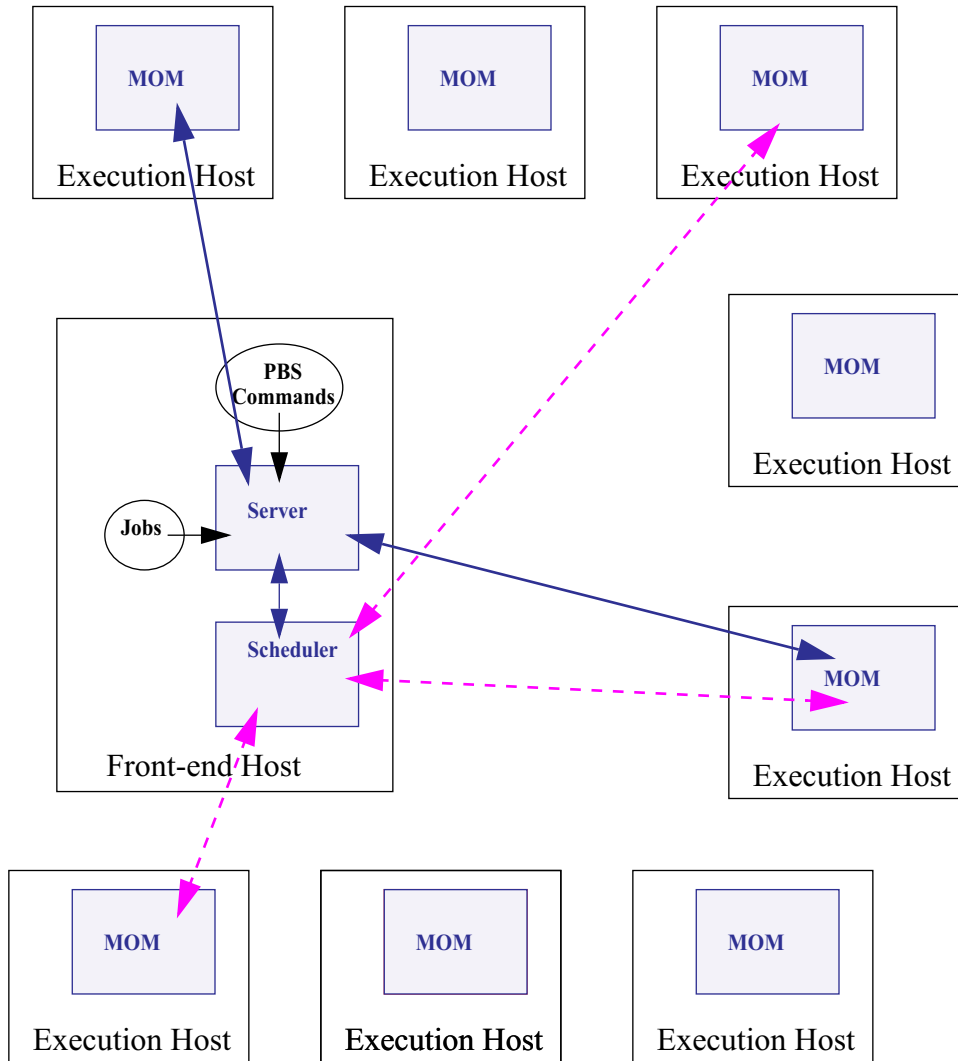 MOM
Execution Host
MOM
Execution Host
MOM
Execution Host
MOM
Execution Host
PBS
Commands
Jobs
Server
Scheduler
Front-end Host
MOM
Execution Host
MOM
Execution Host
MOM
Execution Host
MOM
Execution Host